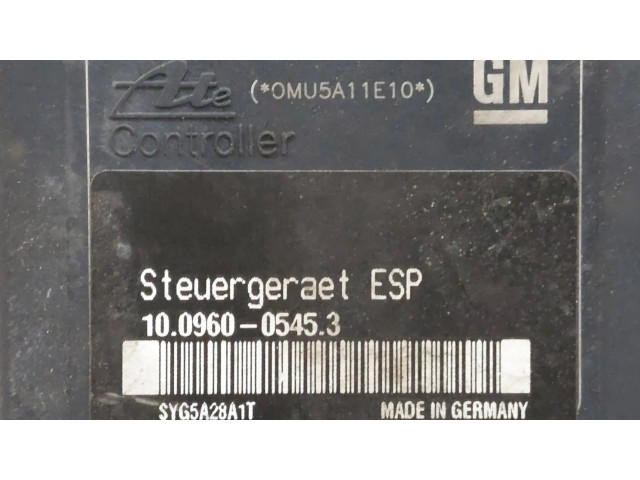 Ate (*OMU5A11E10*) GM
Controller
Steuergeraet ESP
10.0960-0545.3
SYG5A28A1T MADE IN GERMANY